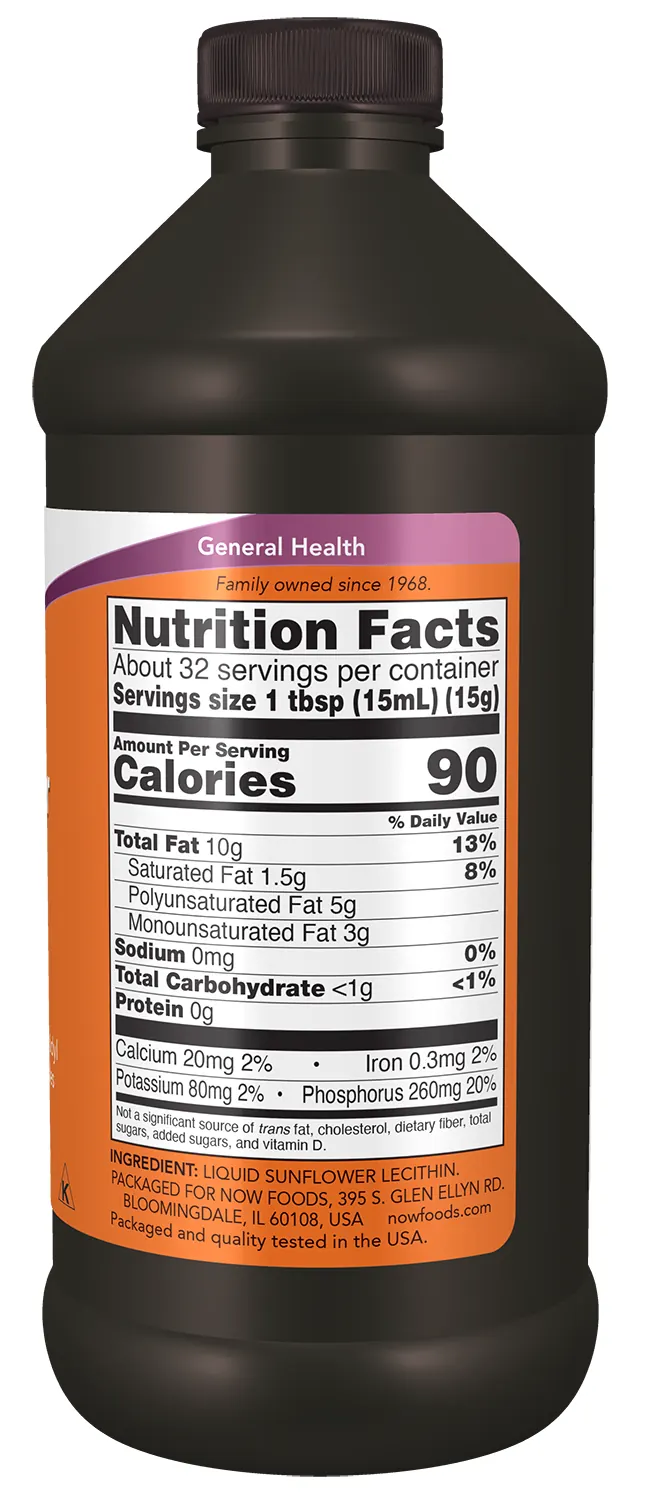 General Health
Family owned since 1968.
Nutrition Facts
About 32 servings per container
Servings size 1 tbsp (15mL) (15g)
Amount Per Serving
Calories 90
% Daily Value
Total Fat 10g 13%
Saturated Fat 1.5g 8%
Polyunsaturated Fat 5g
Monounsaturated Fat 3g
Sodium 0mg 0%
Total Carbohydrate <1g <1%
Protein 0g
Calcium 20mg 2% • Iron 0.3mg 2%
Potassium 80mg 2% • Phosphorus 260mg 20%
Not a significant source of trans fat, cholesterol, dietary fiber, total
sugars, added sugars, and vitamin D.
INGREDIENT: LIQUID SUNFLOWER LECITHIN.
PACKAGED FOR NOW FOODS, 395 S. GLEN ELLYN RD.
BLOOMINGDALE, IL 60108, USA nowfoods.com
Packaged and quality tested in the USA.
K